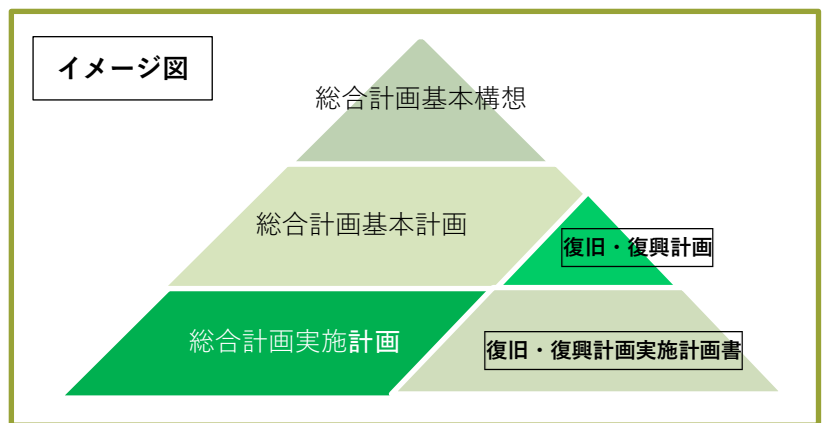 イメージ図
総合計画基本構想
総合計画基本計画
復旧・復興計画
総合計画実施計画
復旧・復興計画実施計画書